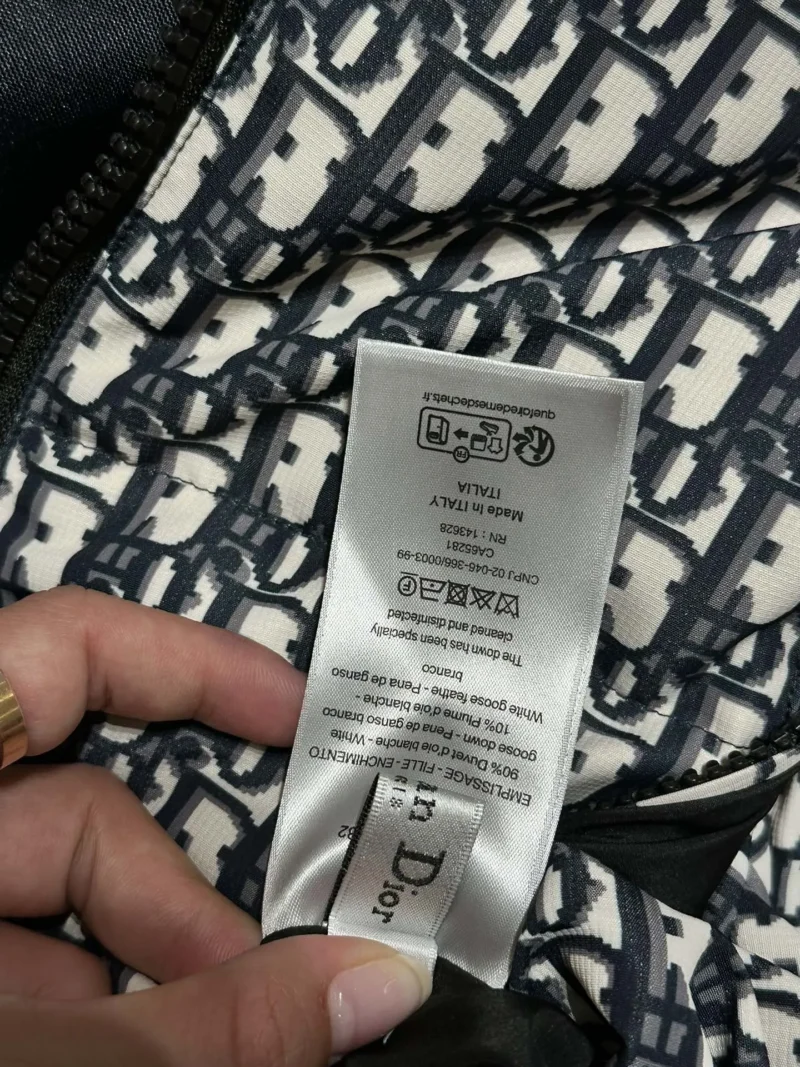 EMPLISSAGE - FILLE - ENCHIMENTO
90% Duvet d'oie blanche - White
goose down - Pena de ganso branco
10% Plume d'oie blanche -
White goose feathe - Pena de ganso
branco
The down has been specially
cleaned and disinfected
CNPJ 02-046-366/0003-99
CA65281
RN : 143628
Made in ITALY
ITALIA
FR
quefairedemesdechets.fr
Dior